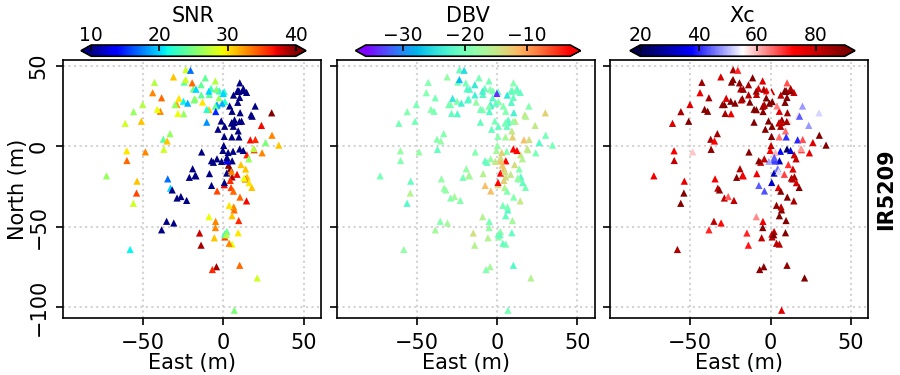 SNR DBV Xc
10 20 30 40 −30 −20 −10 20 40 60 80
50
0
−50
−100
North (m)
−50 0 50 −50 0 50 −50 0 50
East (m) East (m) East (m)
IR5209